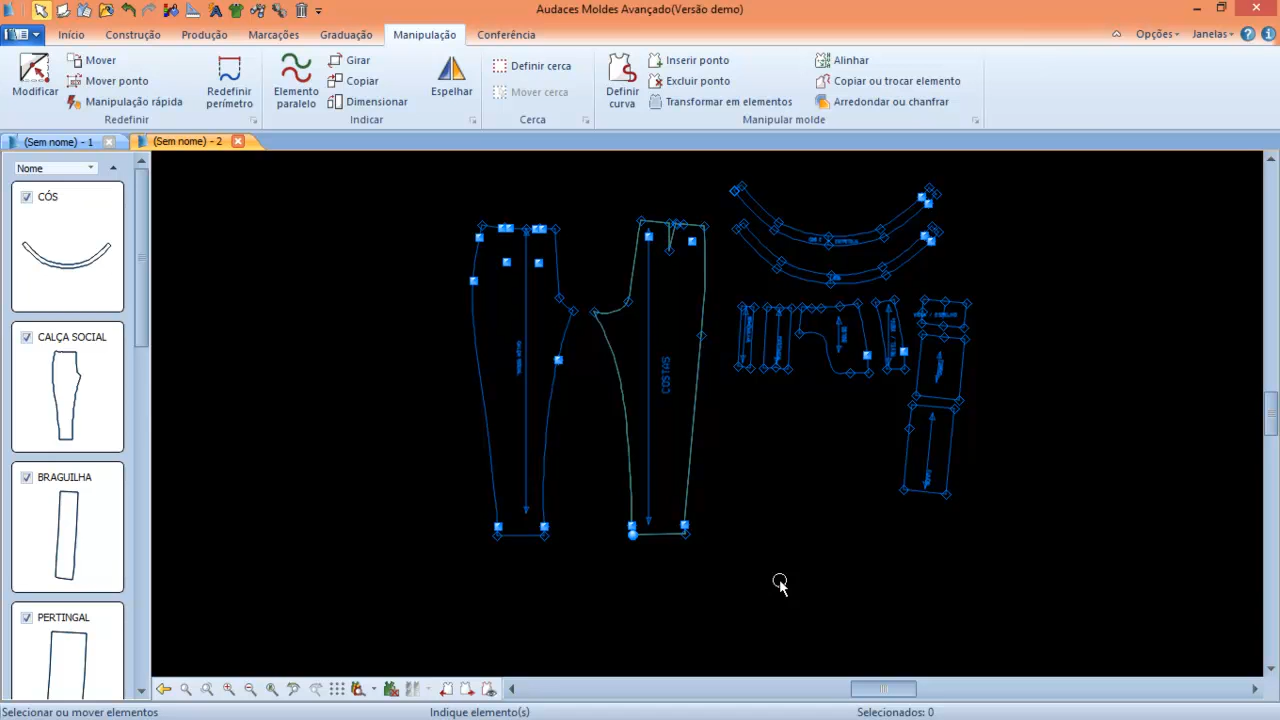 Audaces Moldes Avançado(Versão demo)
Início Construção Produção Marcações Graduação Manipulação Conferência Opções Janelas
Modificar
Mover
Mover ponto
Manipulação rápida
Redefinir perímetro
Redefinir
Elemento paralelo
Girar
Copiar
Dimensionar
Espelhar
Indicar
Definir cerca
Mover cerca
Cerca
Definir curva
Inserir ponto
Excluir ponto
Transformar em elementos
Alinhar
Copiar ou trocar elemento
Arredondar ou chanfrar
Manipular molde
(Sem nome) - 1
(Sem nome) - 2
Nome
CÓS
CALÇA SOCIAL
BRAGUILHA
PERTINGAL
COSTAS
Selecionar ou mover elementos
Indique elemento(s)
Selecionados: 0